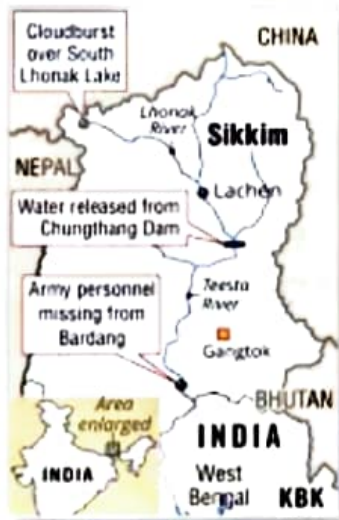 Cloudburst
over South
Lhonak Lake
CHINA
Lhonak
River
Sikkim
NEPAL
Lachen
Water released from
Chungthang Dam
Army personnel
missing from
Bardang
Teesta
River
Gangtok
BHUTAN
Area
enlarged
INDIA
INDIA
West
Bengal
KBK